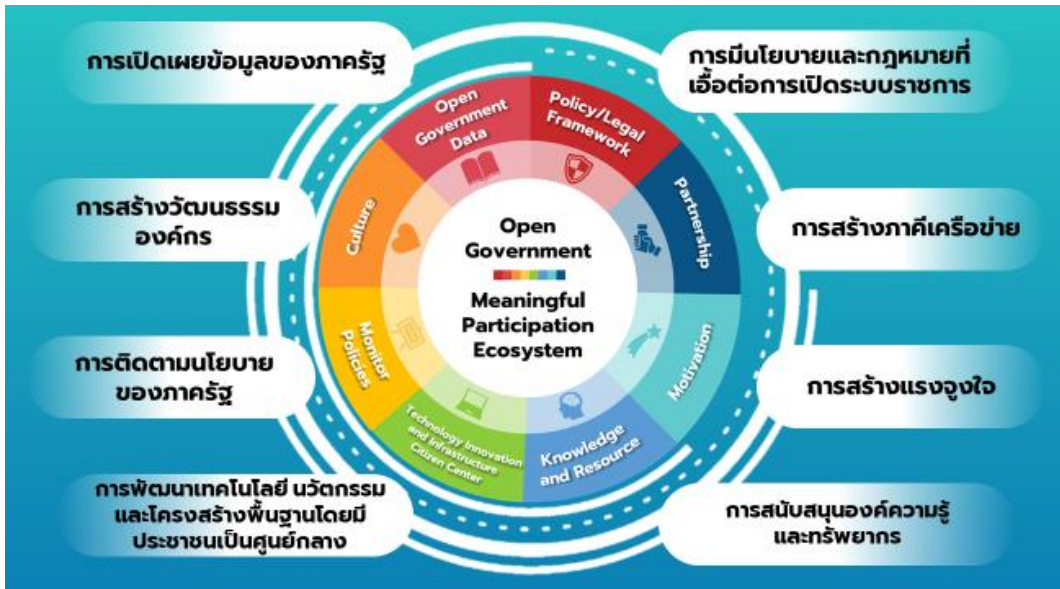 การเปิดเผยข้อมูลของภาครัฐ
การมีนโยบายและกฎหมายที่
เอื้อต่อการเปิดระบบราชการ
การสร้างวัฒนธรรม
องค์กร
การสร้างภาคีเครือข่าย
การติดตามนโยบาย
ของภาครัฐ
การสร้างแรงจูงใจ
การพัฒนาเทคโนโลยี นวัตกรรม
และโครงสร้างพื้นฐานโดยมี
ประชาชนเป็นศูนย์กลาง
การสนับสนุนองค์ความรู้
และทรัพยากร
Open
Government
Data
Policy/Legal
Framework
Partnership
Motivation
Knowledge
and Resource
Technology Innovation
and Infrastructure
Citizen Center
Monitor
Policies
Culture
Open
Government
Meaningful
Participation
Ecosystem